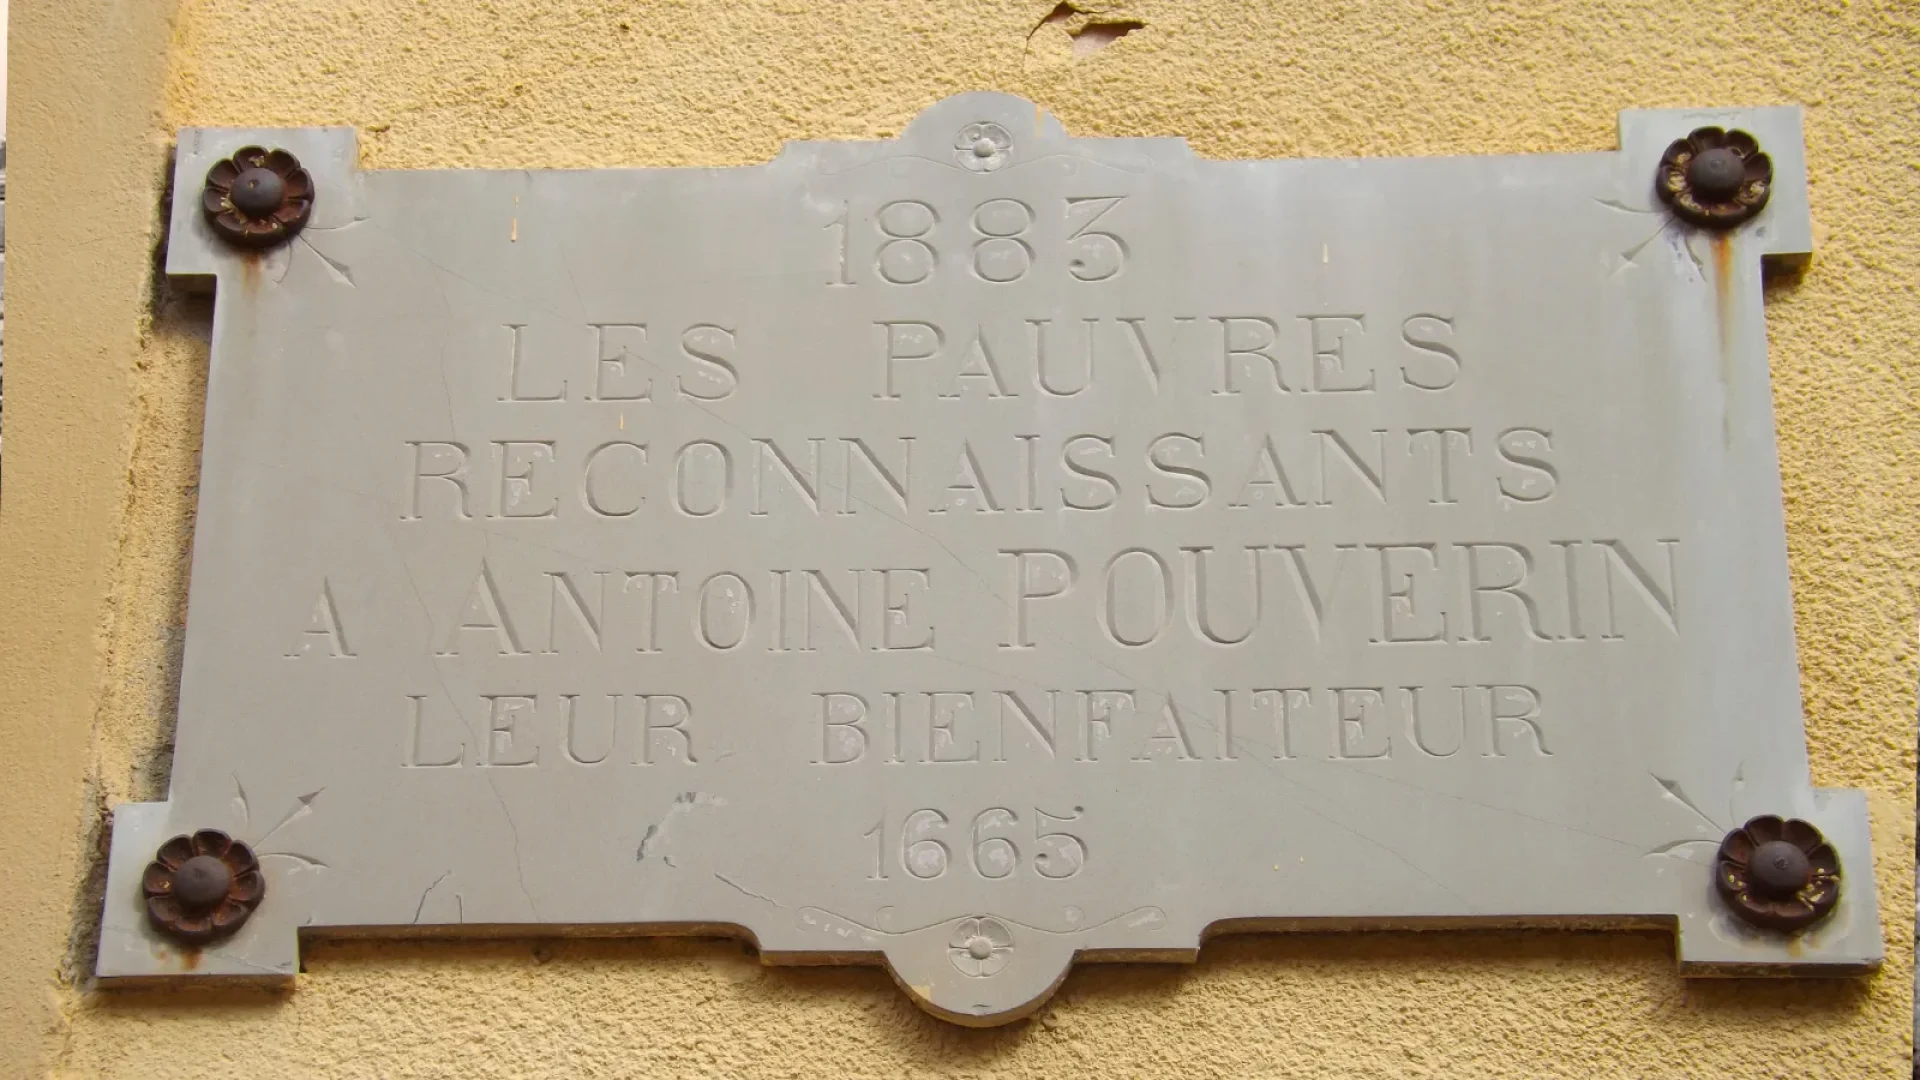 1883
LES PAUVRES
RECONNAISSANTS
A ANTOINE POUVERIN
LEUR BIENFAITEUR
1665